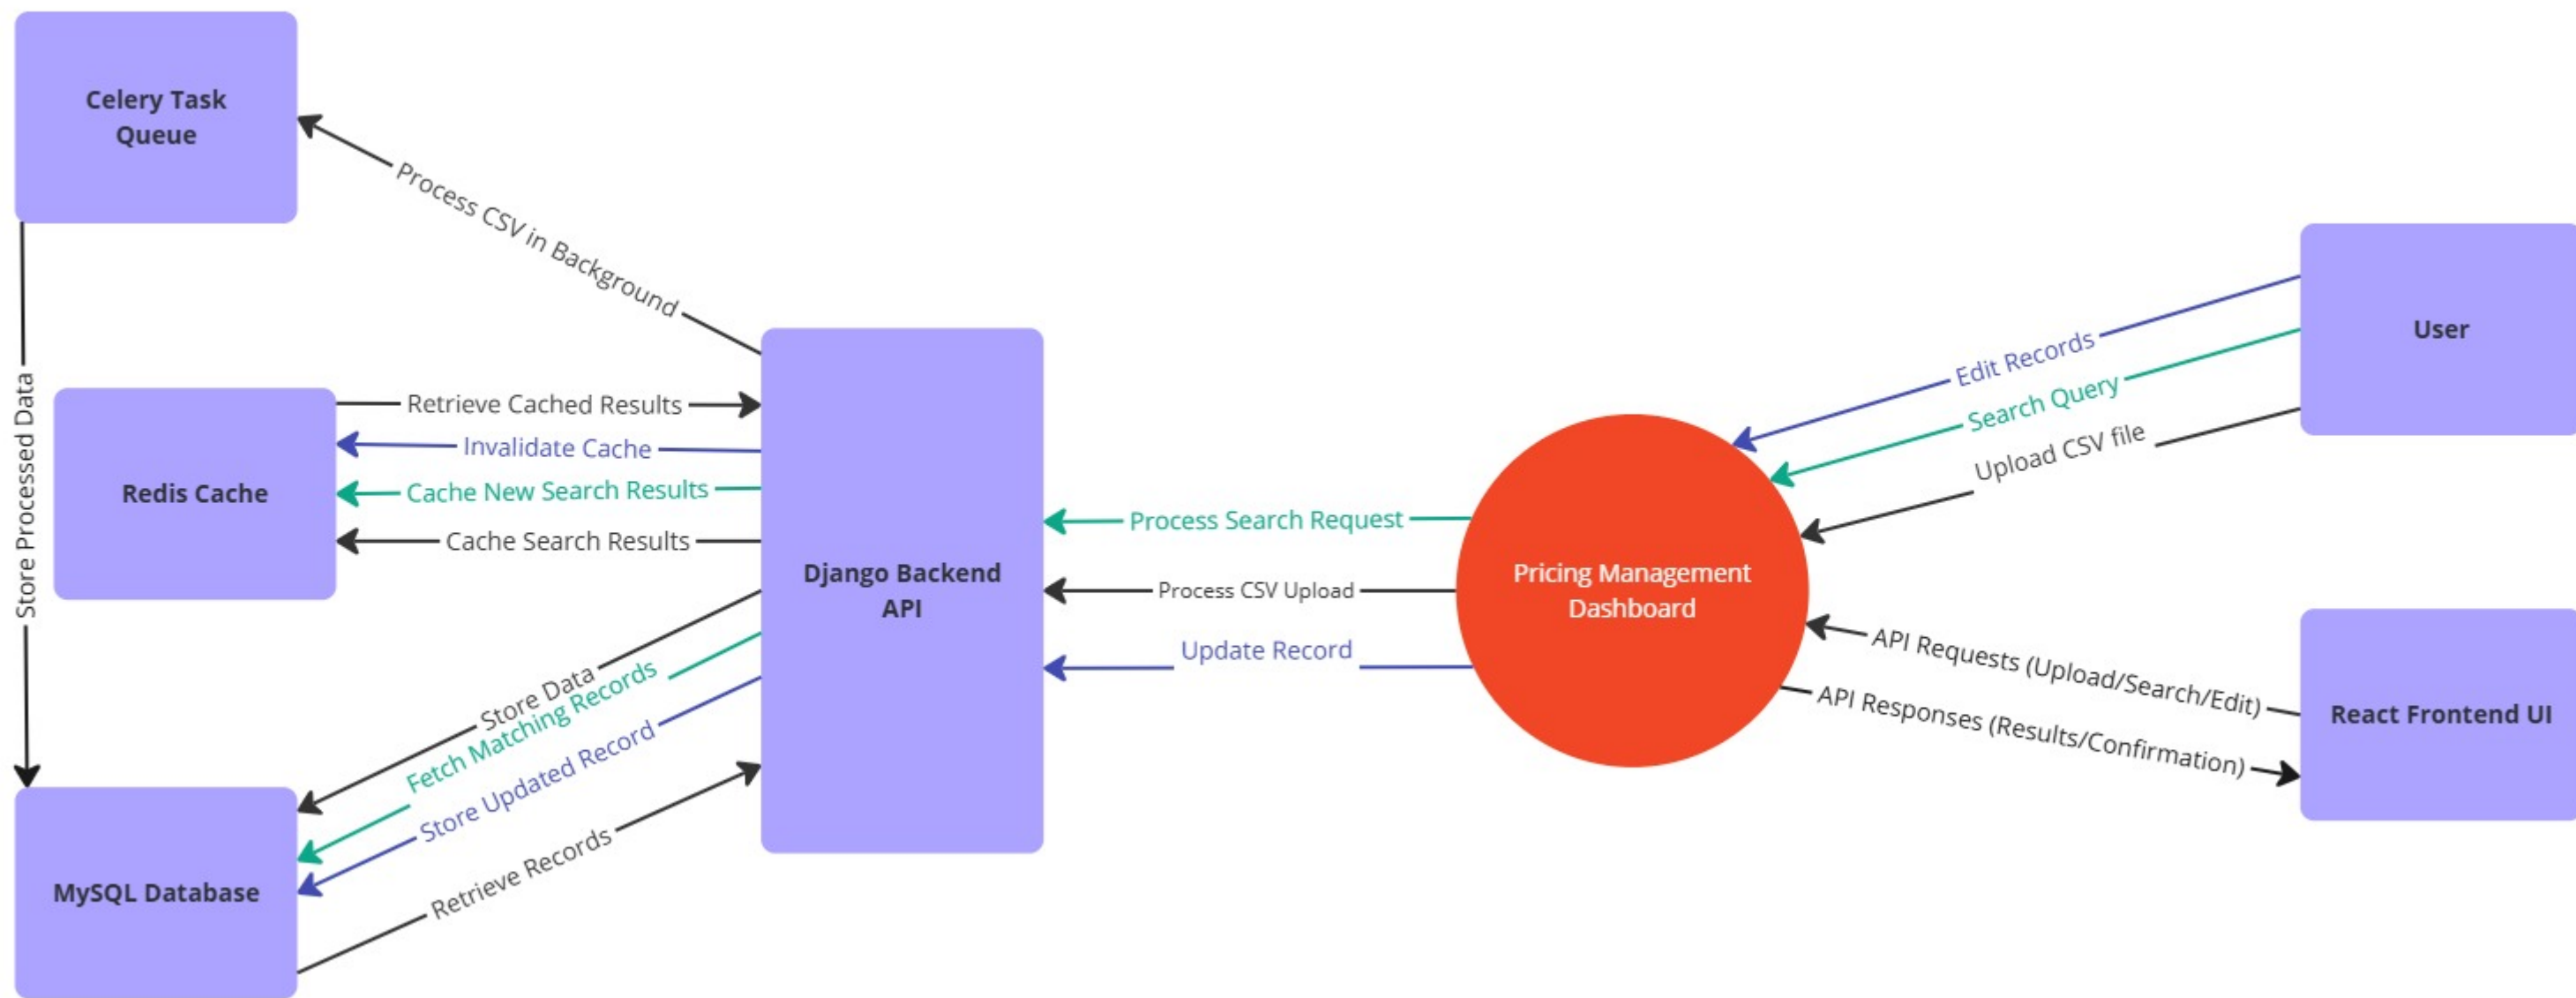 Celery Task
Queue
Process CSV in Background
Store Processed Data
Redis Cache
Retrieve Cached Results
Invalidate Cache
Cache New Search Results
Cache Search Results
Django Backend
API
Store Data
Fetch Matching Records
Store Updated Record
Retrieve Records
MySQL Database
Process Search Request
Process CSV Upload
Update Record
Pricing Management
Dashboard
Edit Records
Search Query
Upload CSV file
User
API Requests (Upload/Search/Edit)
API Responses (Results/Confirmation)
React Frontend UI